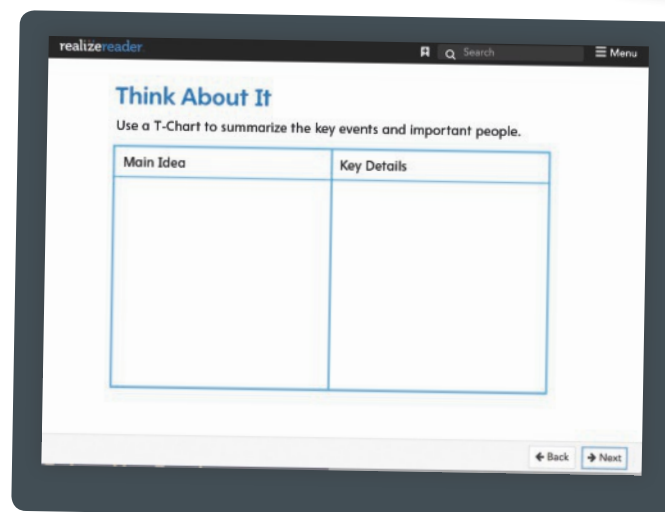 realizereader.
Search
Menu
Think About It
Use a T-Chart to summarize the key events and important people.
Main Idea
Key Details
Back
Next